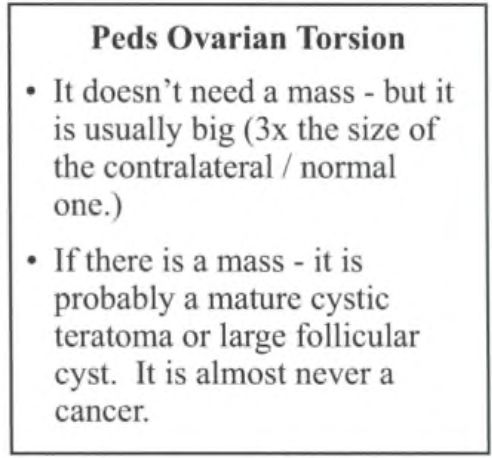 Peds Ovarian Torsion
• It doesn't need a mass - but it
is usually big (3x the size of
the contralateral / normal
one.)
• If there is a mass - it is
probably a mature cystic
teratoma or large follicular
cyst.  It is almost never a
cancer.